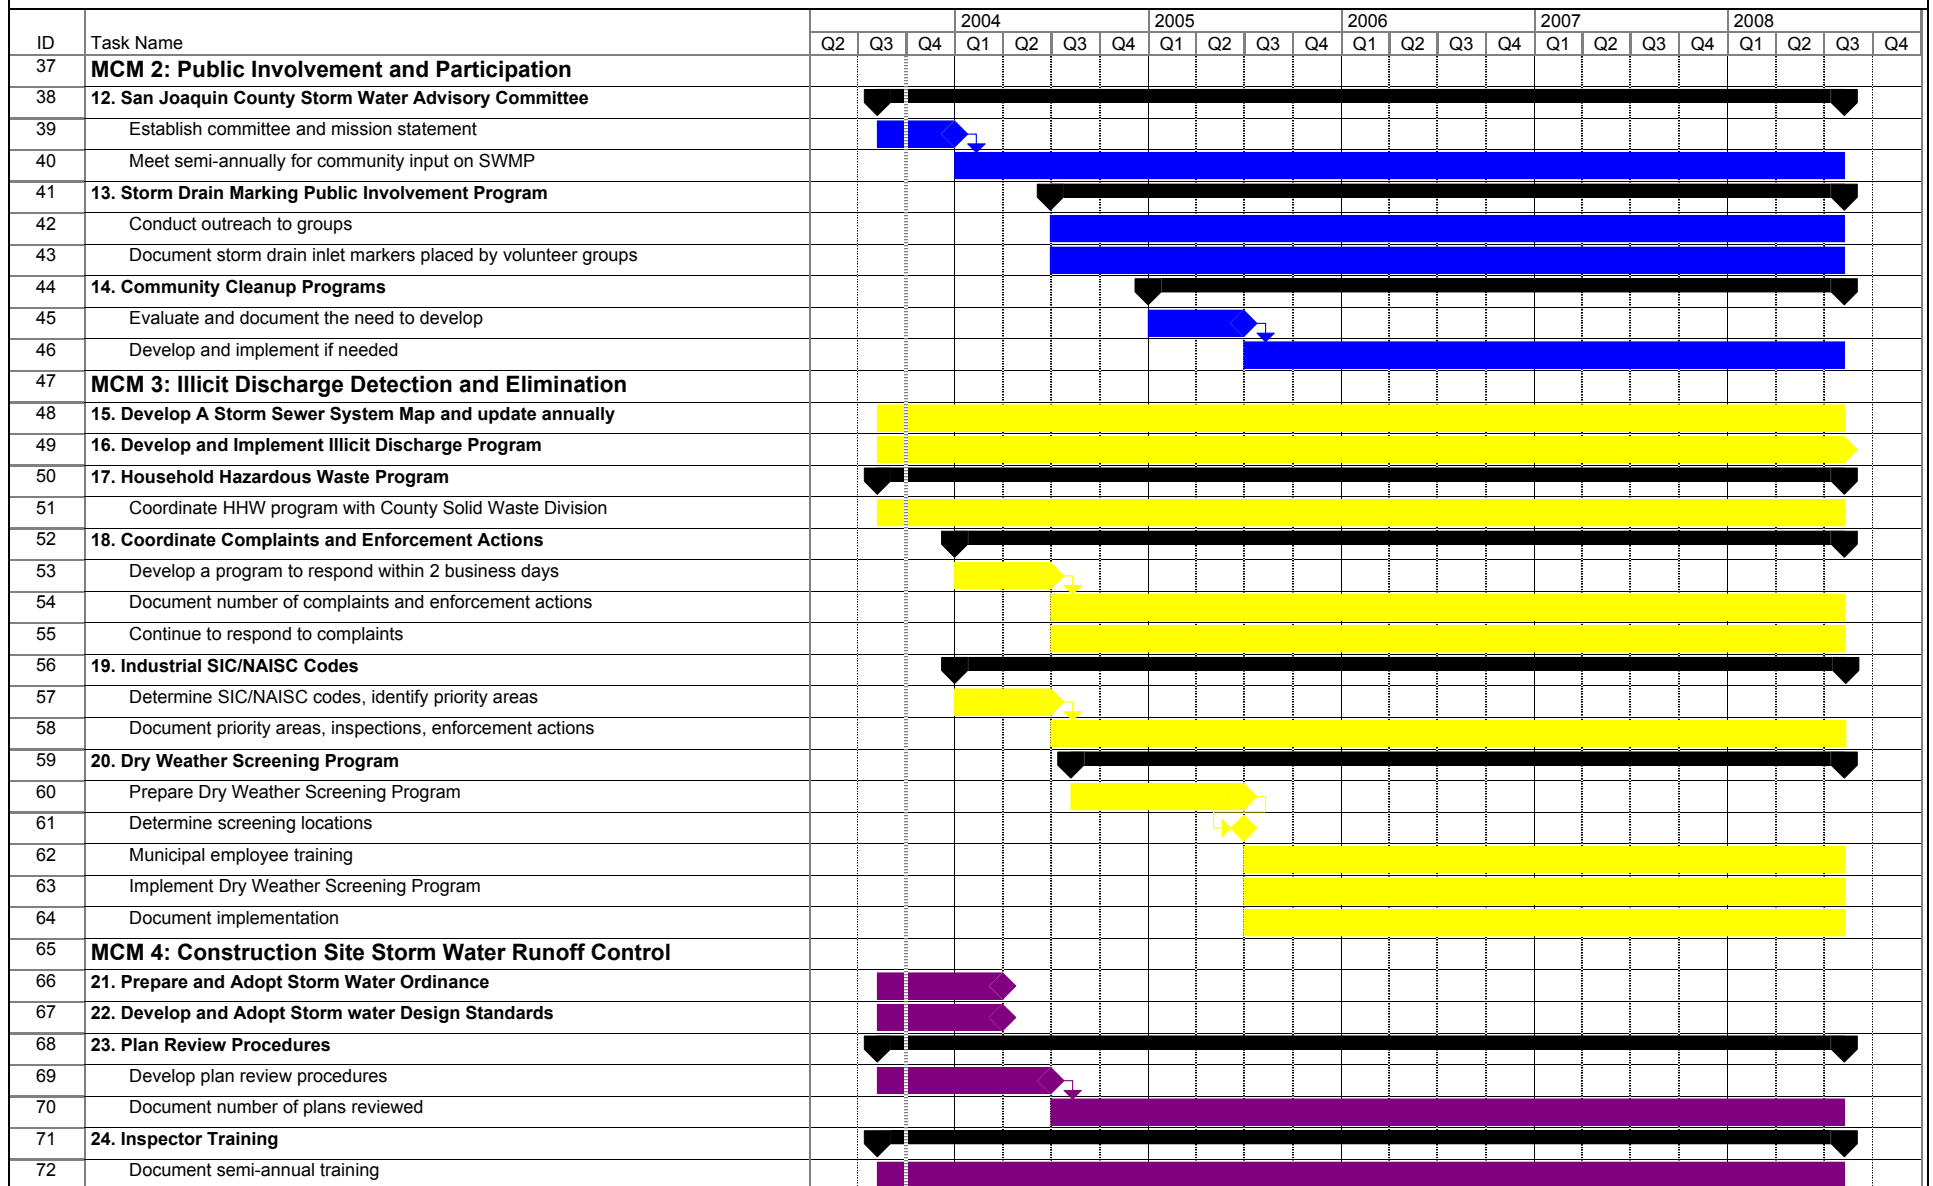 2004 2005 2006 2007 2008
ID Task Name Q2 Q3 Q4 Q1 Q2 Q3 Q4 Q1 Q2 Q3 Q4 Q1 Q2 Q3 Q4 Q1 Q2 Q3 Q4 Q1 Q2 Q3 Q4
37 MCM 2: Public Involvement and Participation
38 12. San Joaquin County Storm Water Advisory Committee
39 Establish committee and mission statement
40 Meet semi-annually for community input on SWMP
41 13. Storm Drain Marking Public Involvement Program
42 Conduct outreach to groups
43 Document storm drain inlet markers placed by volunteer groups
44 14. Community Cleanup Programs
45 Evaluate and document the need to develop
46 Develop and implement if needed
47 MCM 3: Illicit Discharge Detection and Elimination
48 15. Develop A Storm Sewer System Map and update annually
49 16. Develop and Implement Illicit Discharge Program
50 17. Household Hazardous Waste Program
51 Coordinate HHW program with County Solid Waste Division
52 18. Coordinate Complaints and Enforcement Actions
53 Develop a program to respond within 2 business days
54 Document number of complaints and enforcement actions
55 Continue to respond to complaints
56 19. Industrial SIC/NAISC Codes
57 Determine SIC/NAISC codes, identify priority areas
58 Document priority areas, inspections, enforcement actions
59 20. Dry Weather Screening Program
60 Prepare Dry Weather Screening Program
61 Determine screening locations
62 Municipal employee training
63 Implement Dry Weather Screening Program
64 Document implementation
65 MCM 4: Construction Site Storm Water Runoff Control
66 21. Prepare and Adopt Storm Water Ordinance
67 22. Develop and Adopt Storm water Design Standards
68 23. Plan Review Procedures
69 Develop plan review procedures
70 Document number of plans reviewed
71 24. Inspector Training
72 Document semi-annual training